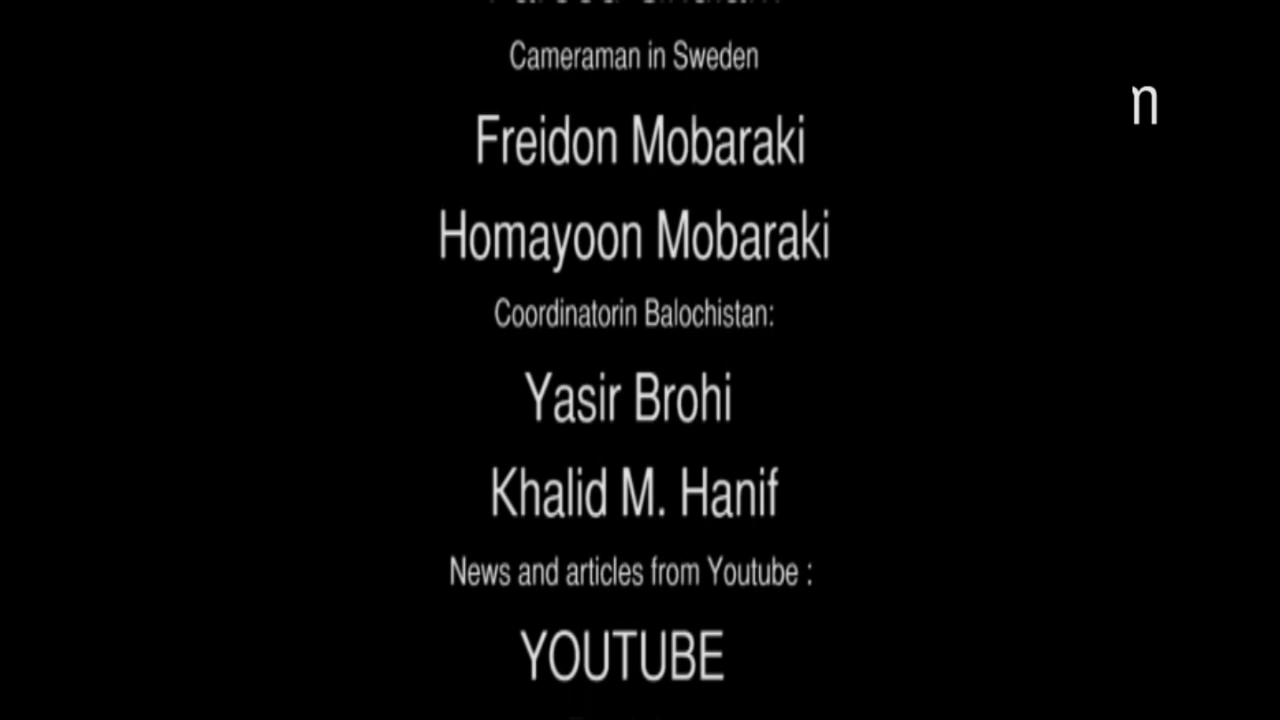 Cameraman in Sweden
n
Freidon Mobaraki
Homayoon Mobaraki
Coordinatorin Balochistan:
Yasir Brohi
Khalid M. Hanif
News and articles from Youtube :
YOUTUBE